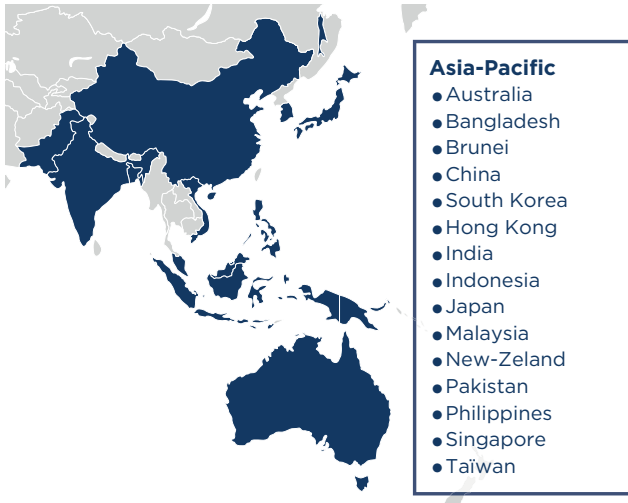 Asia-Pacific
● Australia
● Bangladesh
● Brunei
● China
● South Korea
● Hong Kong
● India
● Indonesia
● Japan
● Malaysia
● New-Zeland
● Pakistan
● Philippines
● Singapore
● Taïwan